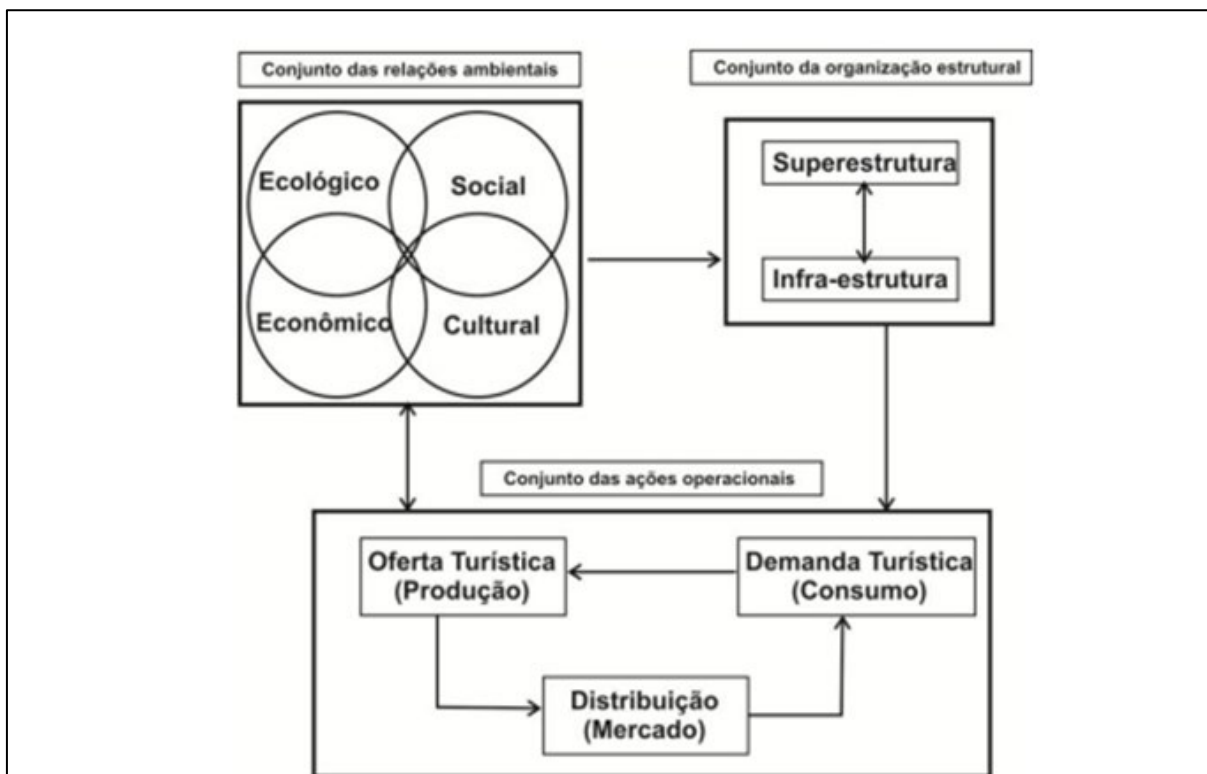 Conjunto das relações ambientais
Conjunto da organização estrutural
Ecológico
Social
Econômico
Cultural
Superestrutura
Infra-estrutura
Conjunto das ações operacionais
Oferta Turística
(Produção)
Demanda Turística
(Consumo)
Distribuição
(Mercado)